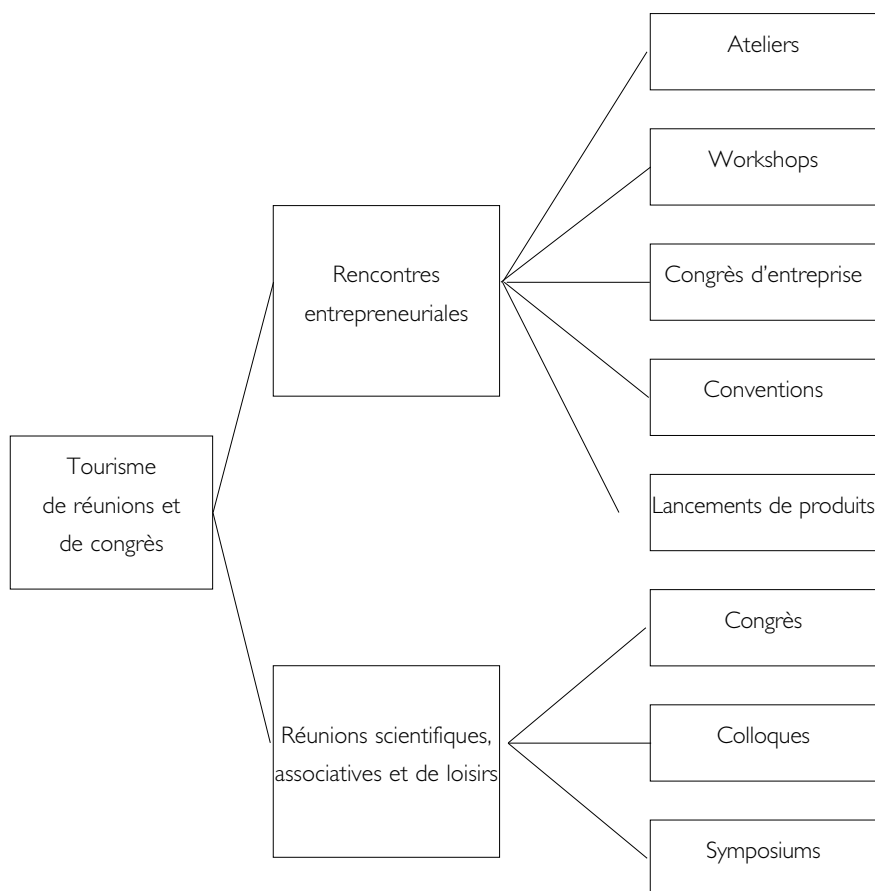 Ateliers
Workshops
Rencontres
entrepreneuriales
Congrès d'entreprise
Conventions
Tourisme
de réunions et
de congrès
Lancements de produits
Congrès
Réunions scientifiques,
associatives et de loisirs
Colloques
Symposiums